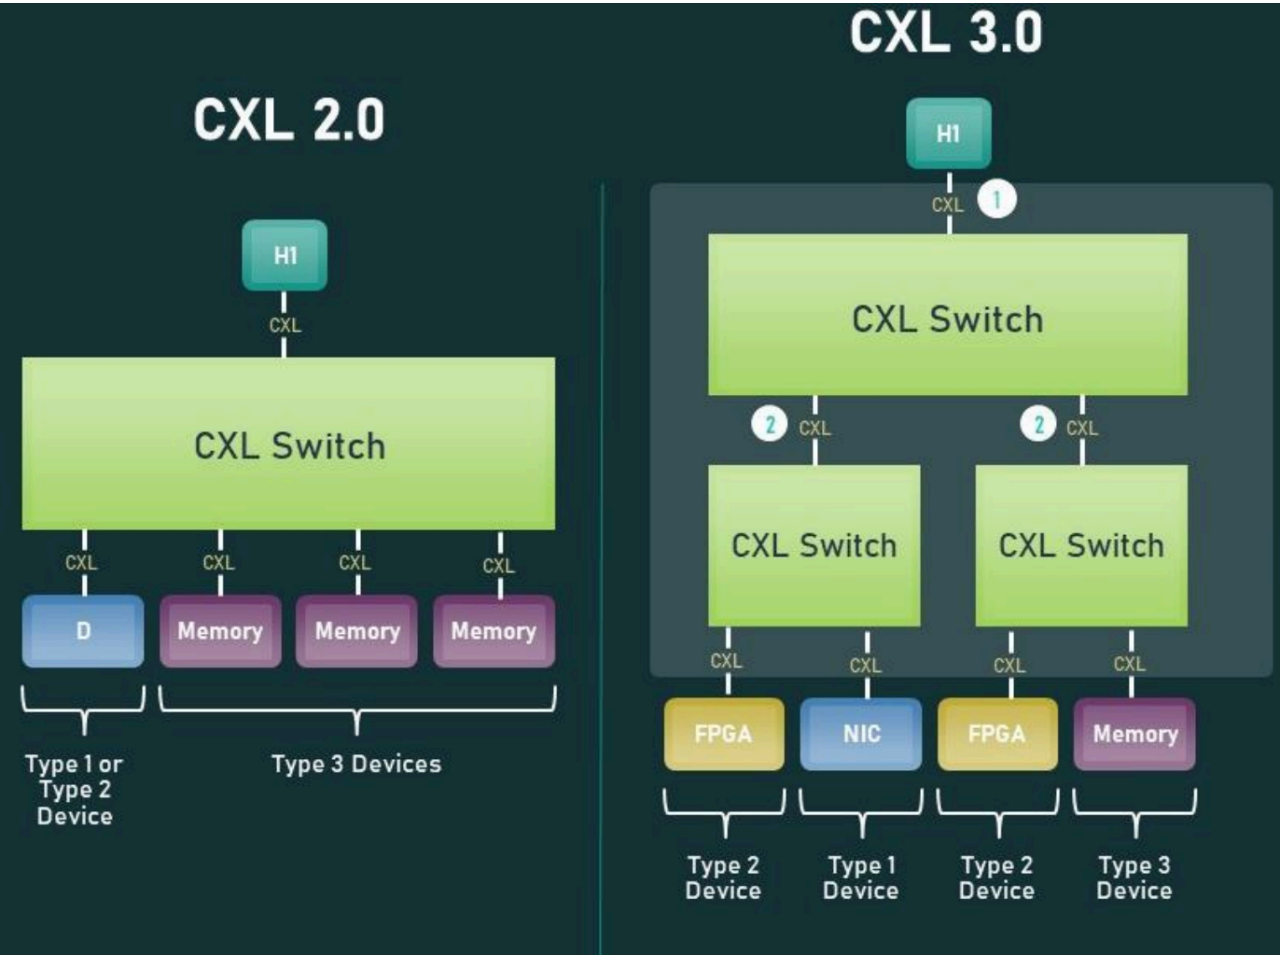 CXL 2.0
H1
CXL
CXL Switch
CXL CXL CXL CXL
D Memory Memory Memory
Type 1 or
Type 2
Device
Type 3 Devices
CXL 3.0
H1
CXL 1
CXL Switch
2 CXL 2 CXL
CXL Switch CXL Switch
CXL CXL CXL CXL
FPGA NIC FPGA Memory
Type 2
Device
Type 1
Device
Type 2
Device
Type 3
Device